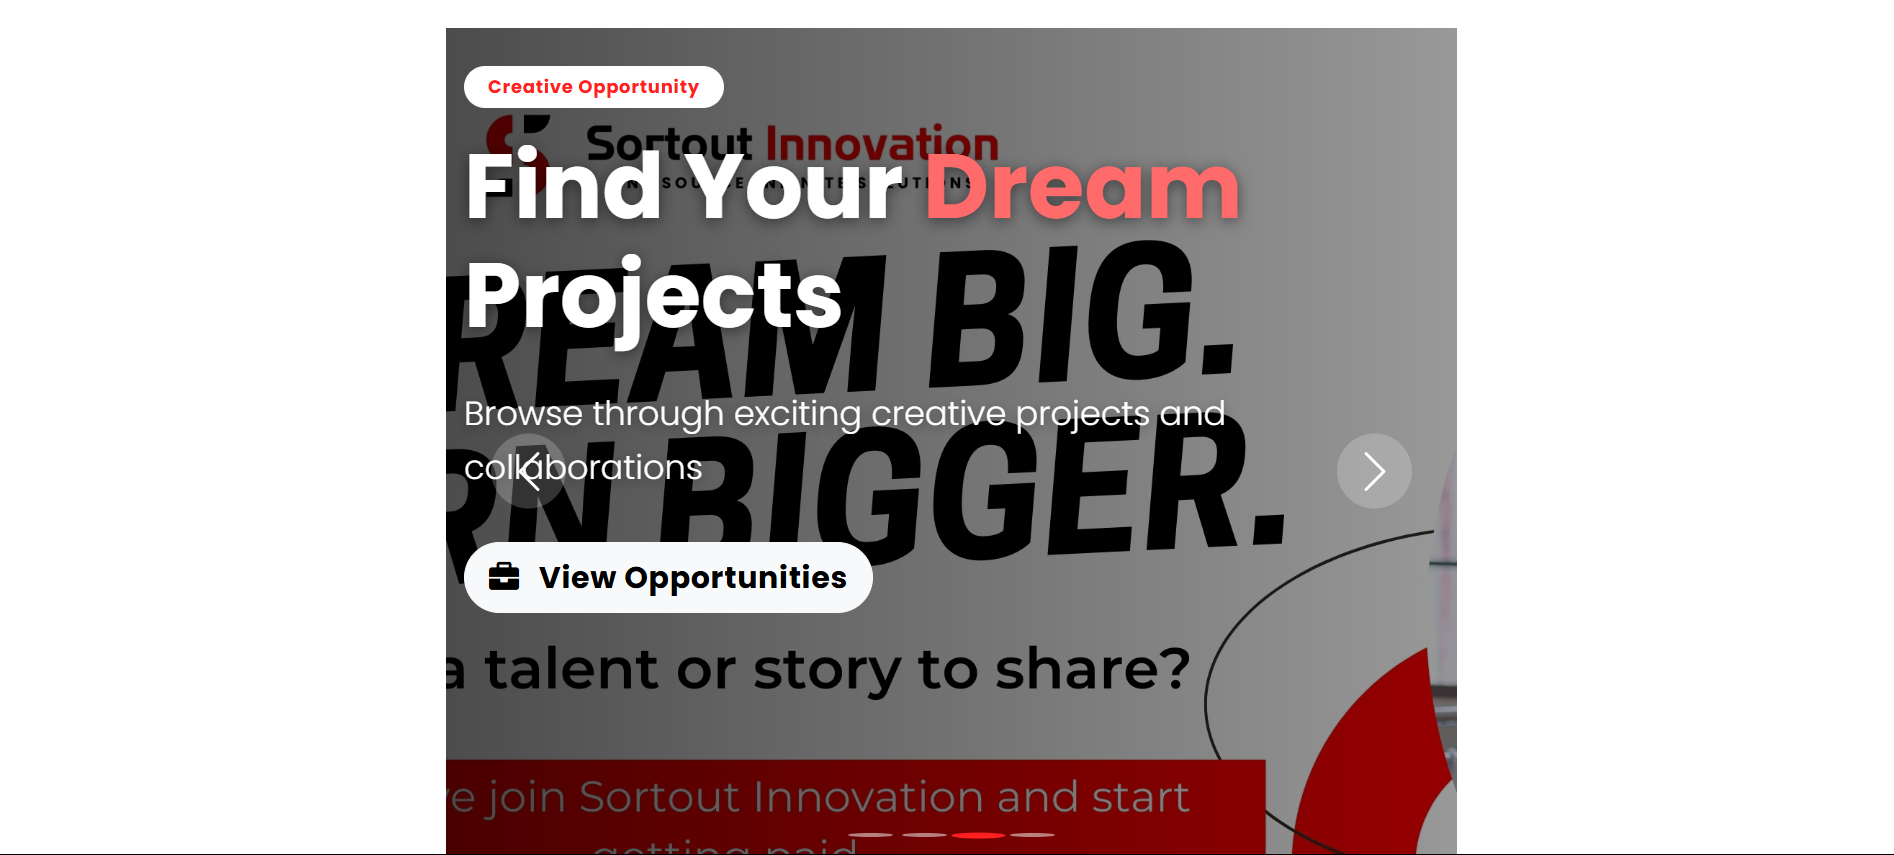 Creative Opportunity
Sortout Innovation
Find Your Dream
Projects
REAM BIG.
Browse through exciting creative projects and
collaborations
RN BIGGER.
View Opportunities
a talent or story to share?
ve join Sortout Innovation and start
getting paid